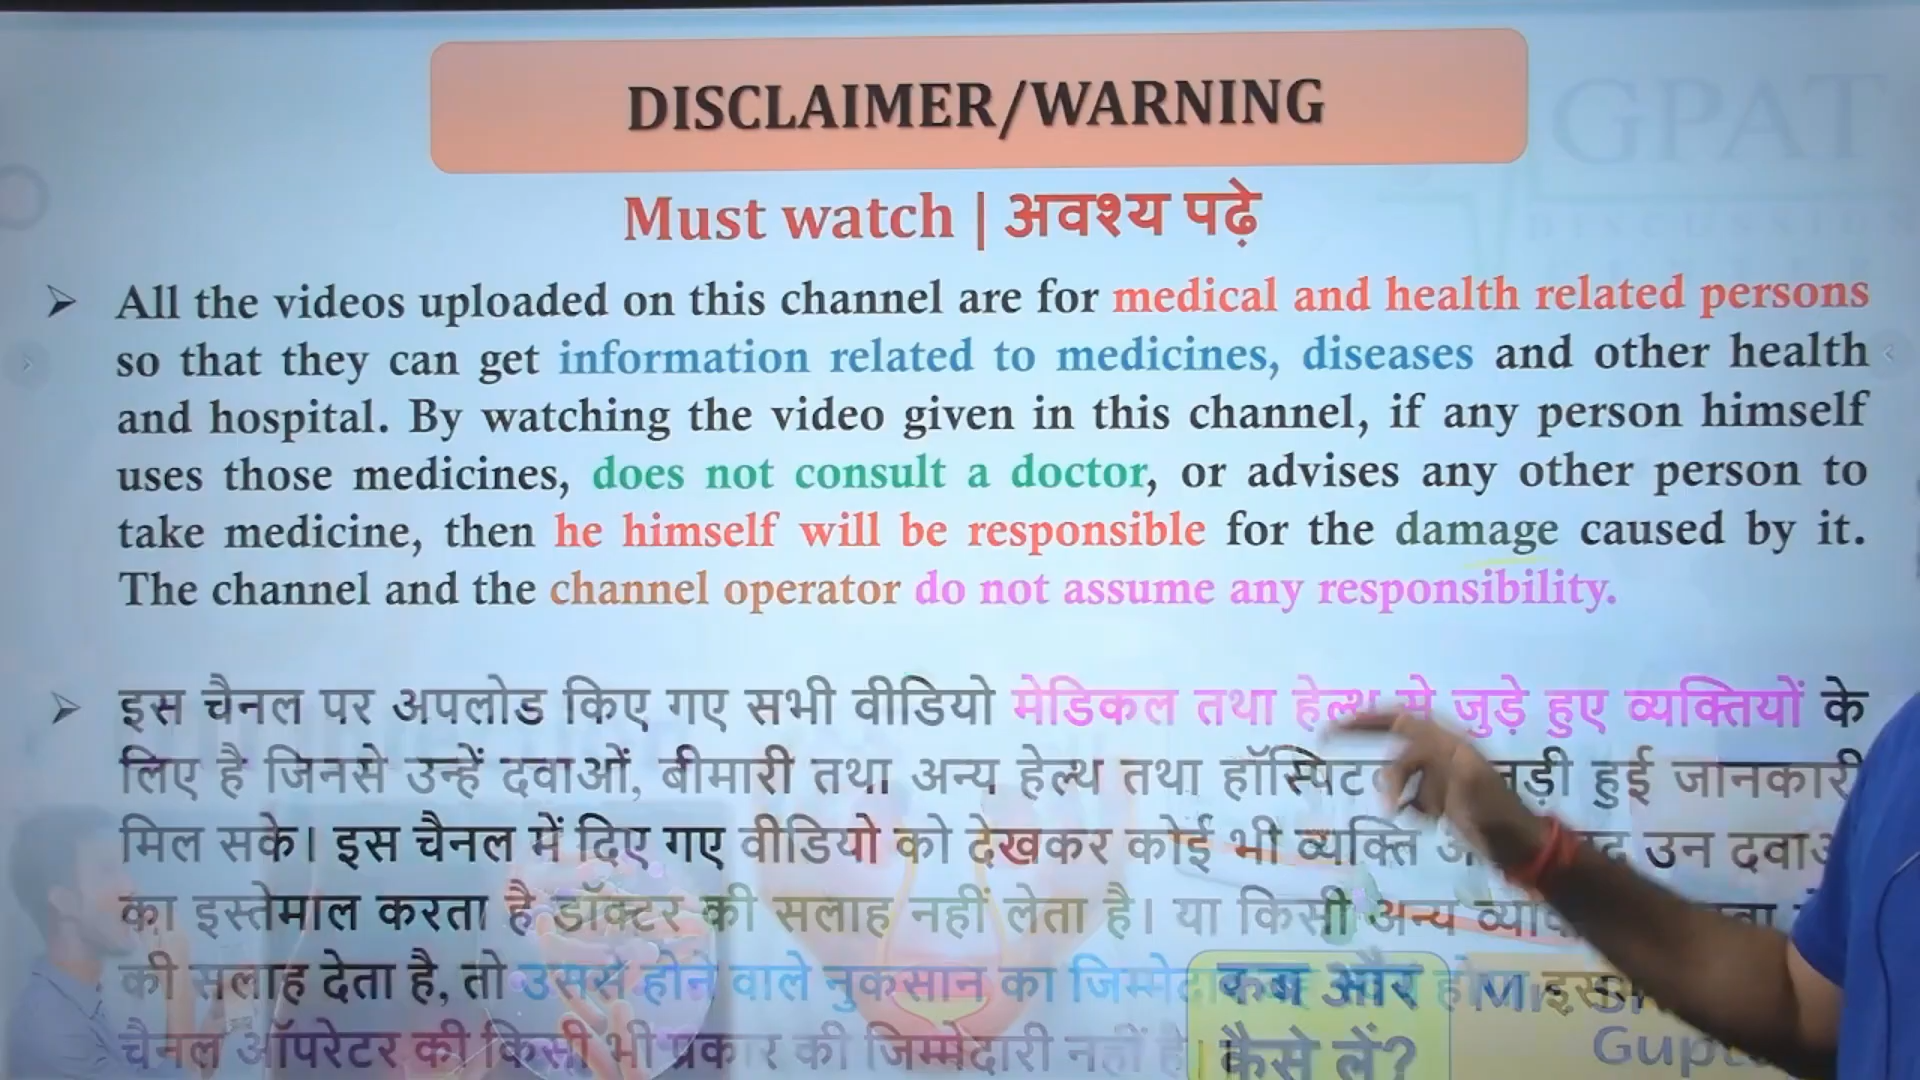 DISCLAIMER/WARNING
GPAT
Must watch | अवश्य पढ़े
DISCUSSION
➢ All the videos uploaded on this channel are for medical and health related persons
so that they can get information related to medicines, diseases and other health
and hospital. By watching the video given in this channel, if any person himself
uses those medicines, does not consult a doctor, or advises any other person to
take medicine, then he himself will be responsible for the damage caused by it.
The channel and the channel operator do not assume any responsibility.
➢ इस चैनल पर अपलोड किए गए सभी वीडियो मेडिकल तथा हेल्थ से जुड़े हुए व्यक्तियों के
लिए है जिनसे उन्हें दवाओं, बीमारी तथा अन्य हेल्थ तथा हुई जानकारी
मिल सके। इस चैनल में दिए गए वीडियो को देखकर कोई भी व्यक्ति उन
का इस्तेमाल करता है डॉक्टर की सलाह नहीं लेता है। या किसी अन्य
की सलाह देता है, तो उससे होने वाले नुकसान का
चैनल ऑपरेटर की किसी भी प्रकार की जिम्मेदारी नहीं है।
कब और
कैसे लें?